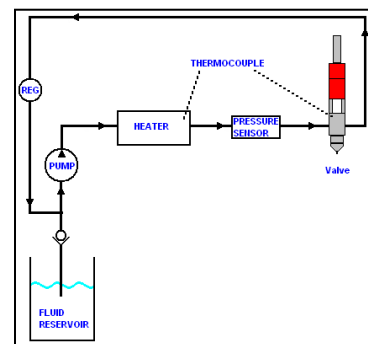 REG
THERMOCOUPLE
HEATER
PRESSURE
SENSOR
PUMP
Valve
FLUID
RESERVOIR